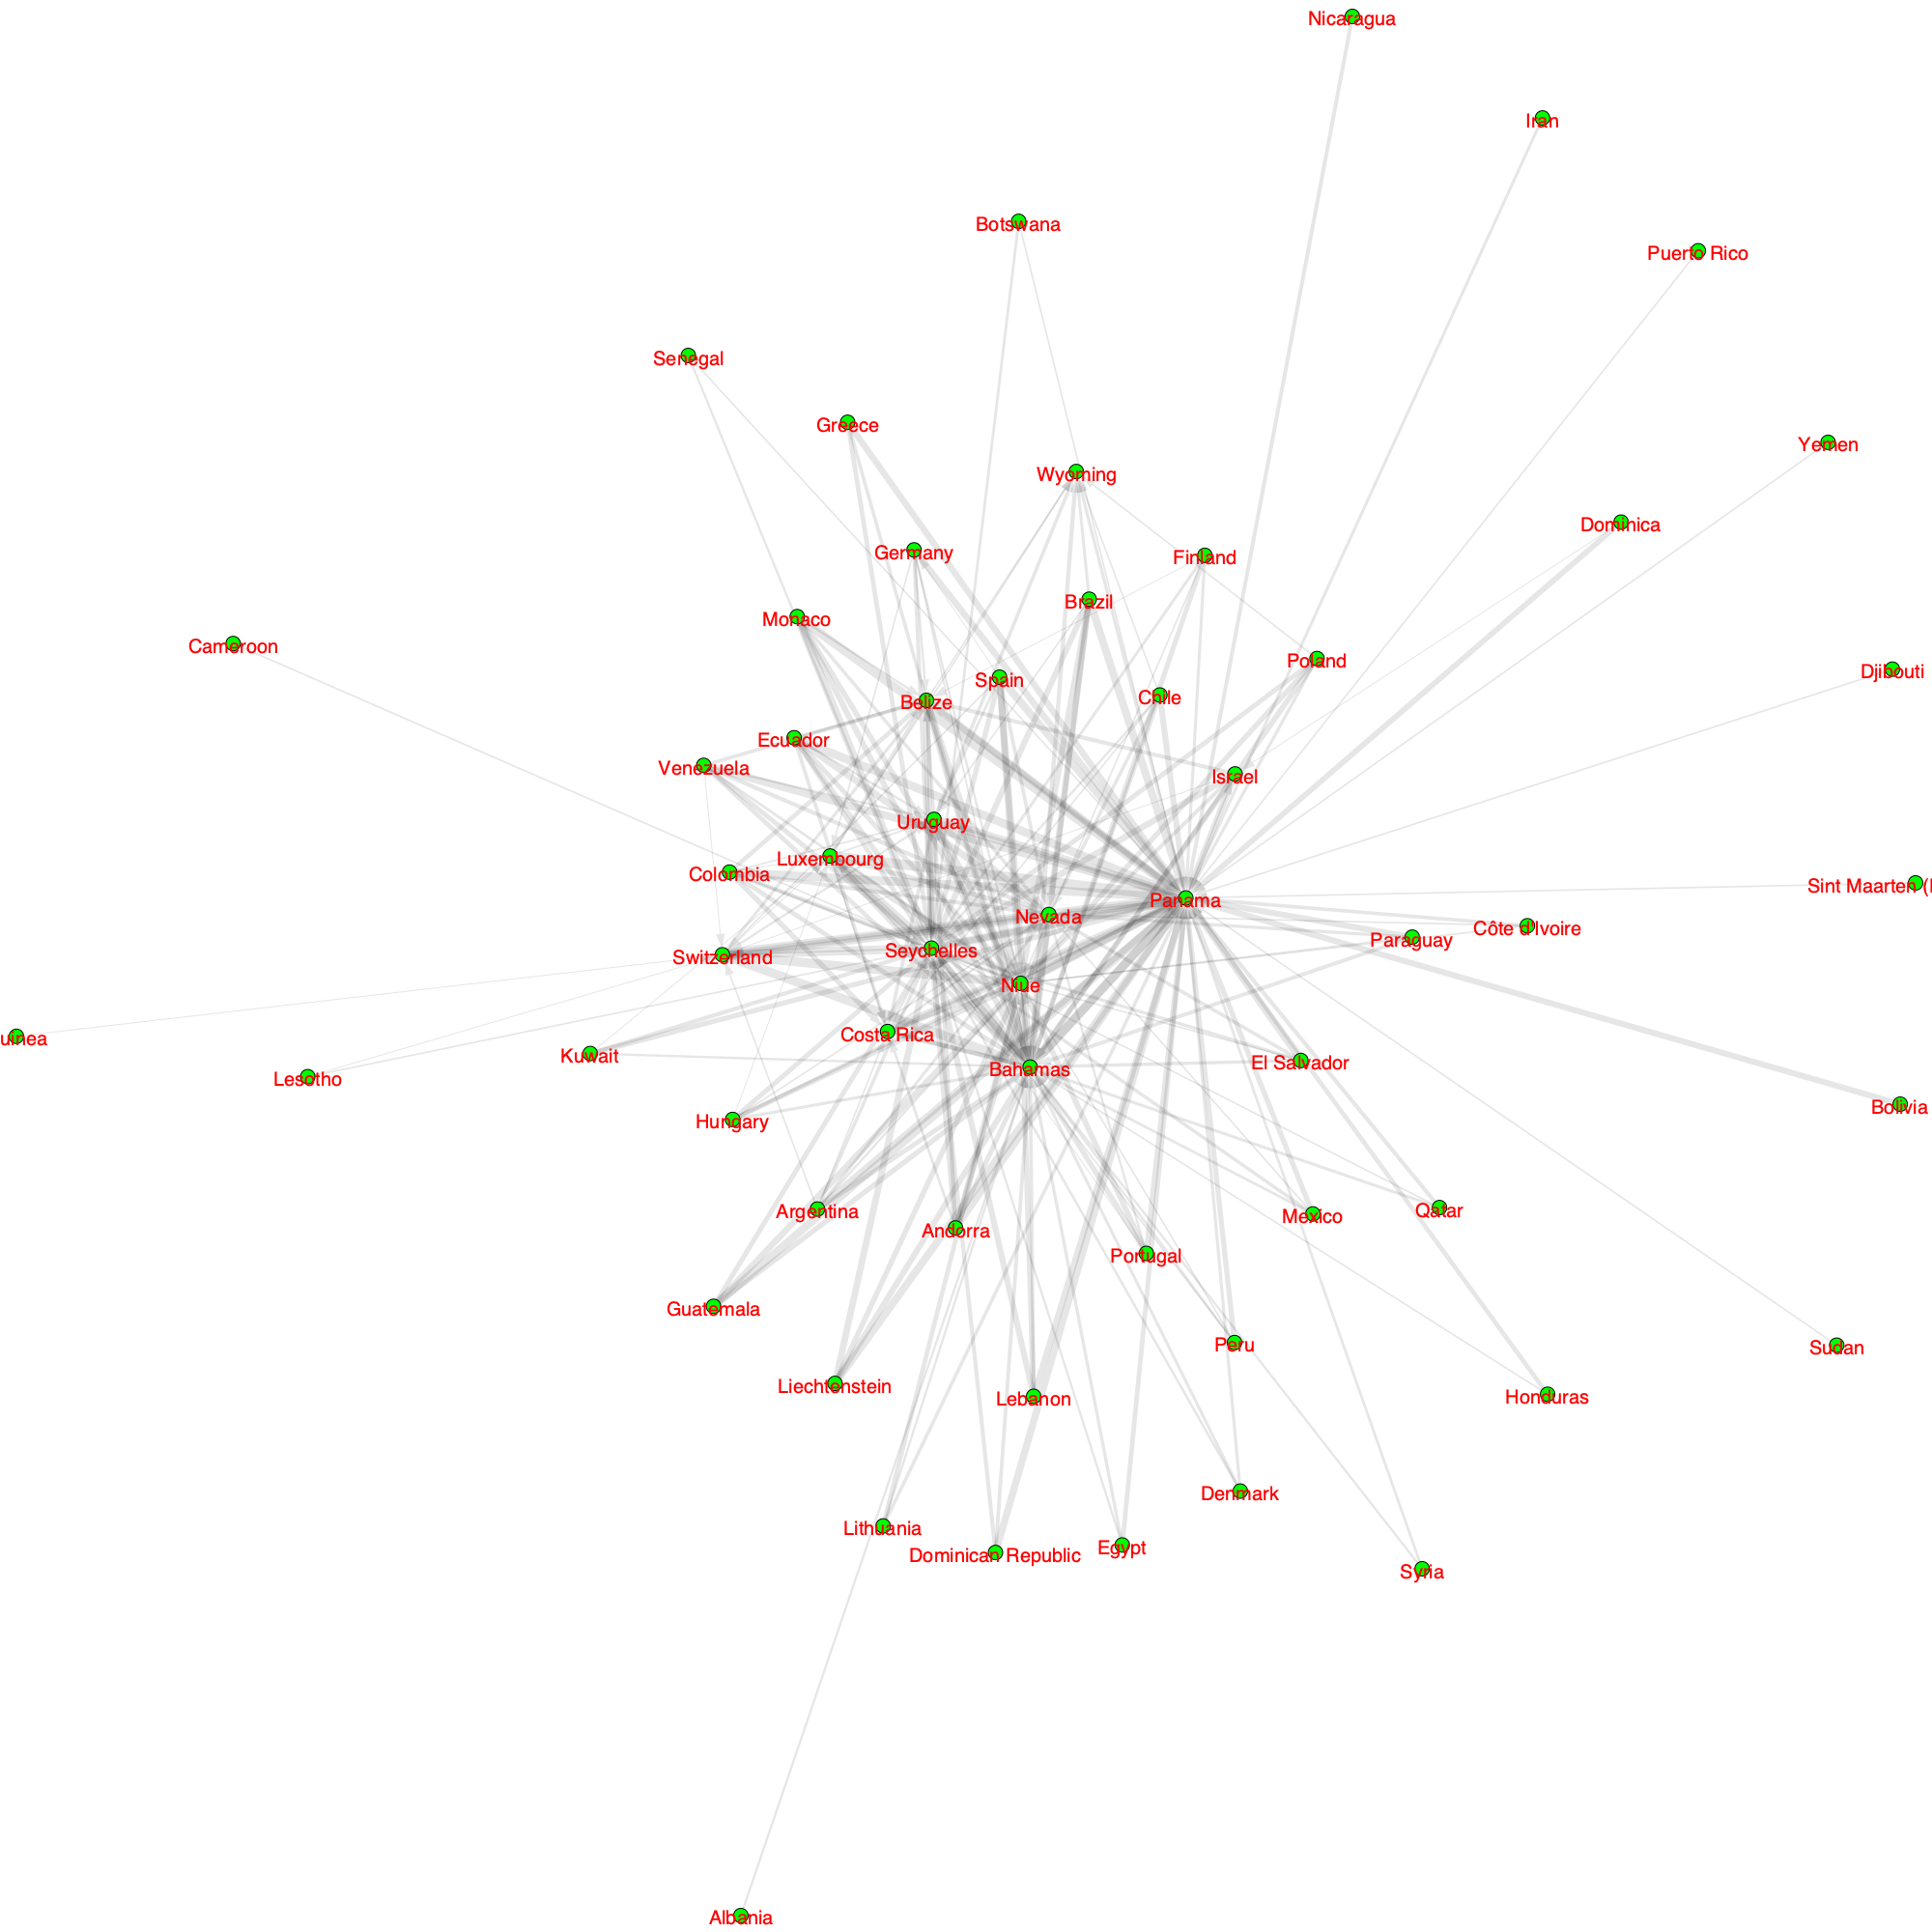 Nicaragua
Iran
Botswana
Puerto Rico
Senegal
Greece
Yemen
Wyoming
Dominica
Germany
Finland
Brazil
Monaco
Cameroon
Poland
Djibouti
Spain
Chile
Belize
Ecuador
Venezuela
Israel
Uruguay
Luxembourg
Colombia
Sint Maarten (
Panama
Nevada
Côte d'Ivoire
Paraguay
Seychelles
Switzerland
Niue
Costa Rica
uinea
Kuwait
El Salvador
Bahamas
Lesotho
Bolivia
Hungary
Argentina
Qatar
Mexico
Andorra
Portugal
Guatemala
Peru
Sudan
Liechtenstein
Lebanon
Honduras
Denmark
Lithuania
Egypt
Dominican Republic
Syria
Albania